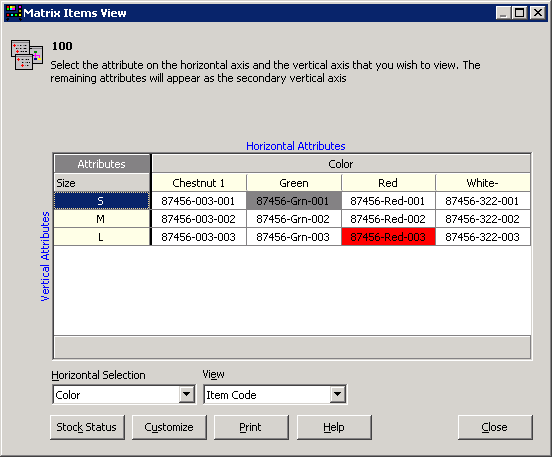 Matrix Items View
100
Select the attribute on the horizontal axis and the vertical axis that you wish to view. The
remaining attributes will appear as the secondary vertical axis
Horizontal Attributes
Vertical Attributes
Attributes Color
Size Chestnut 1 Green Red White-
S 87456-003-001 87456-Grn-001 87456-Red-001 87456-322-001
M 87456-003-002 87456-Grn-002 87456-Red-002 87456-322-002
L 87456-003-003 87456-Grn-003 87456-Red-003 87456-322-003
Horizontal Selection View
Color Item Code
Stock Status Customize Print Help Close